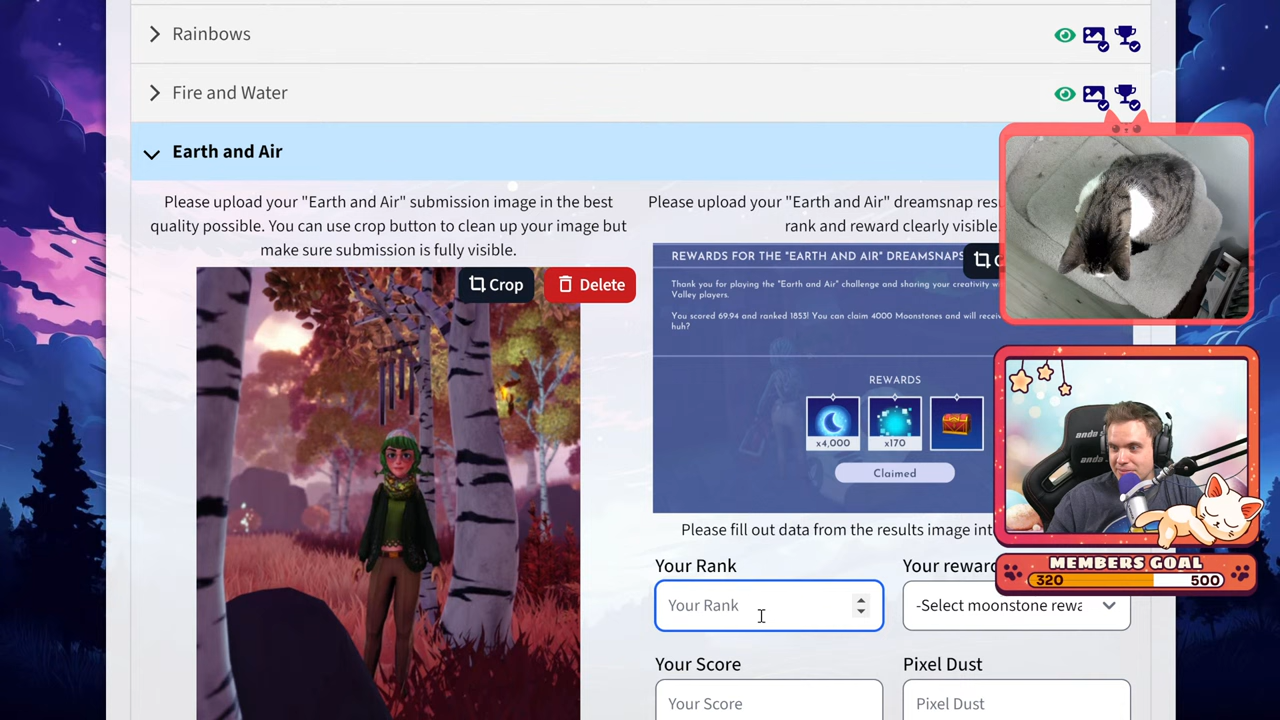 Rainbows
Fire and Water
Earth and Air
Please upload your "Earth and Air" submission image in the best
quality possible. You can use crop button to clean up your image but
make sure submission is fully visible.
Crop
Delete
Please upload your "Earth and Air" dreamsnap
rank and reward clearly visible.
REWARDS FOR THE "EARTH AND AIR" DREAMSNAPS
Thank you for playing the "Earth and Air" challenge and sharing your creativity
Valley players.
You scored 69.94 and ranked 1853! You can claim 4000 Moonstones and will
huh?
REWARDS
x4,000
x170
Claimed
Please fill out data from the results image
Your Rank
Your Rank
Your
-Select moonstone
Your Score
Your Score
Pixel Dust
Pixel Dust
anda
MEMBERS GOAL
320
500